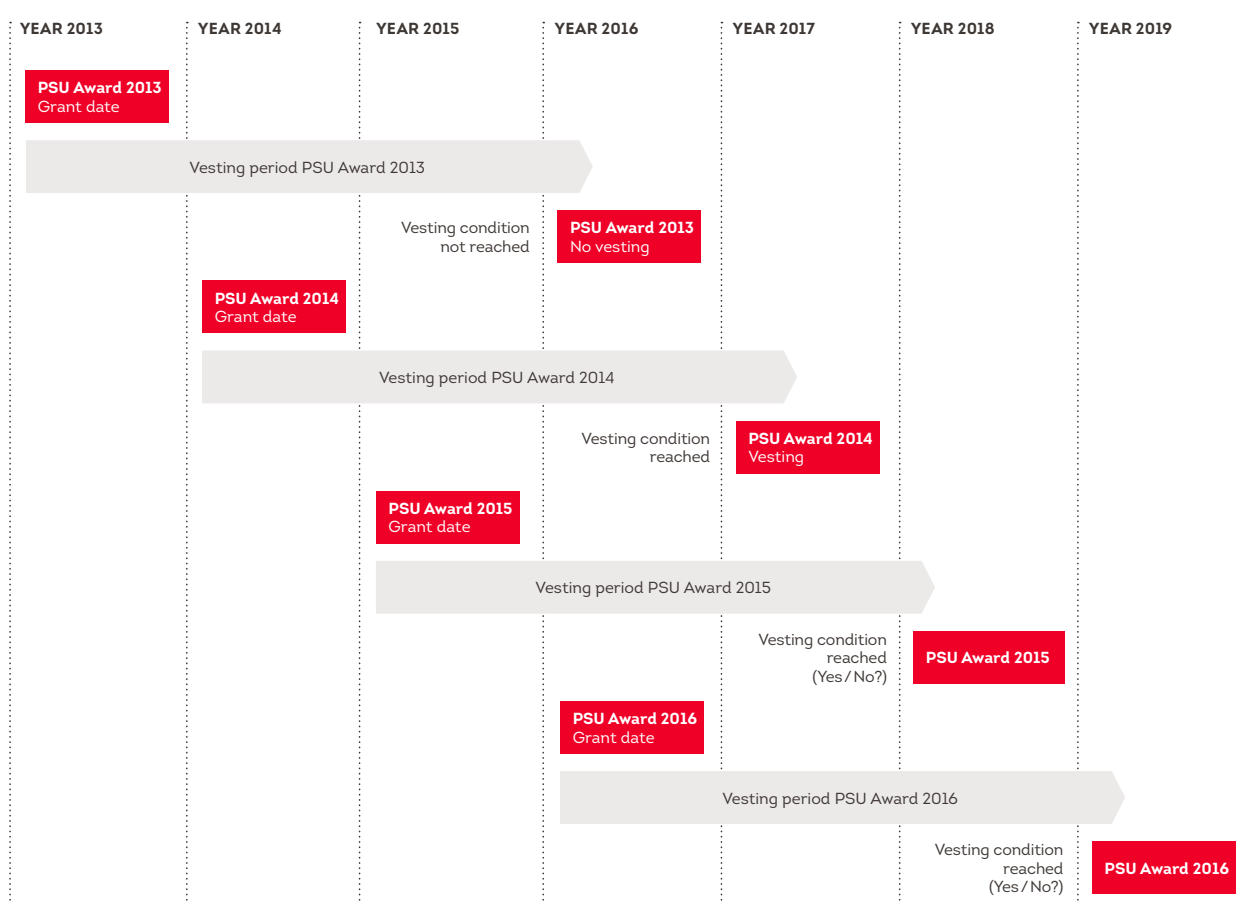 YEAR 2013
YEAR 2014
YEAR 2015
YEAR 2016
YEAR 2017
YEAR 2018
YEAR 2019
PSU Award 2013
Grant date
Vesting period PSU Award 2013
Vesting condition
not reached
PSU Award 2013
No vesting
PSU Award 2014
Grant date
Vesting period PSU Award 2014
Vesting condition
reached
PSU Award 2014
Vesting
PSU Award 2015
Grant date
Vesting period PSU Award 2015
Vesting condition
reached
(Yes / No?)
PSU Award 2015
PSU Award 2016
Grant date
Vesting period PSU Award 2016
Vesting condition
reached
(Yes / No?)
PSU Award 2016